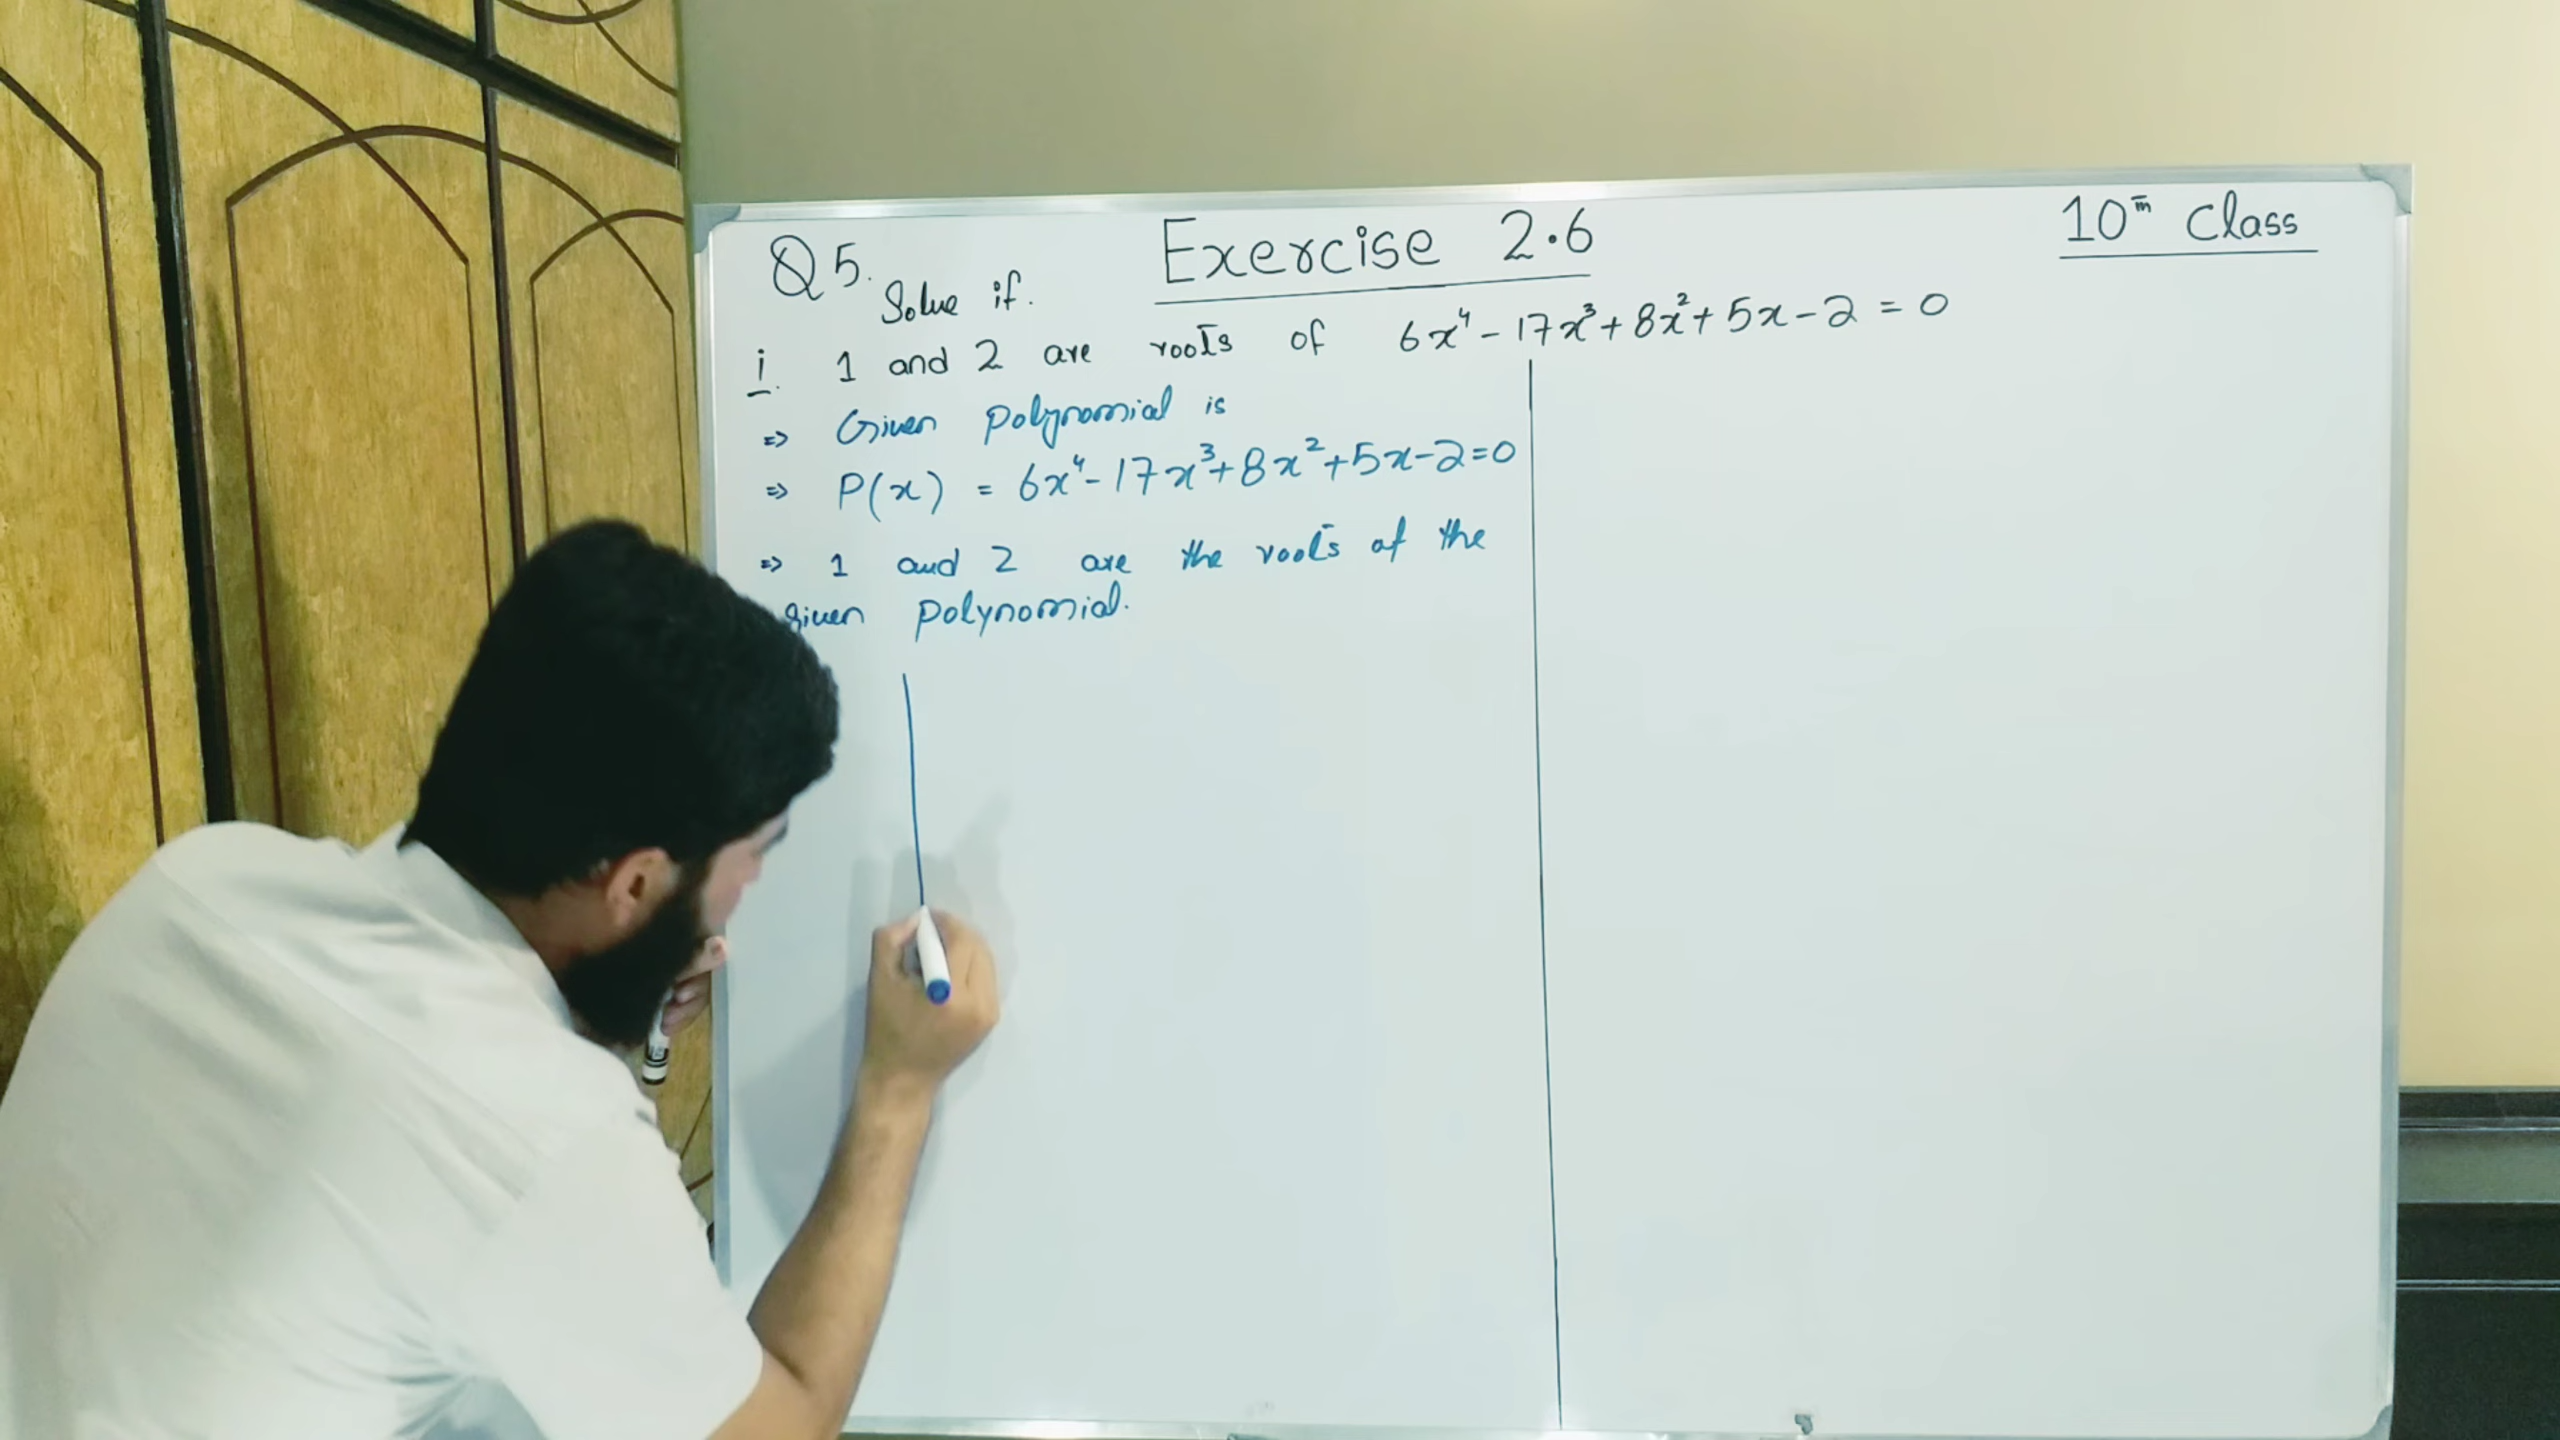 Q5. Exercise 2.6 10th Class
Solve if.
i. 1 and 2 are roots of 6x⁴ - 17x³ + 8x² + 5x - 2 = 0
=> Given polynomial is
=> P(x) = 6x⁴ - 17x³ + 8x² + 5x - 2 = 0
=> 1 and 2 are the roots of the
given polynomial.